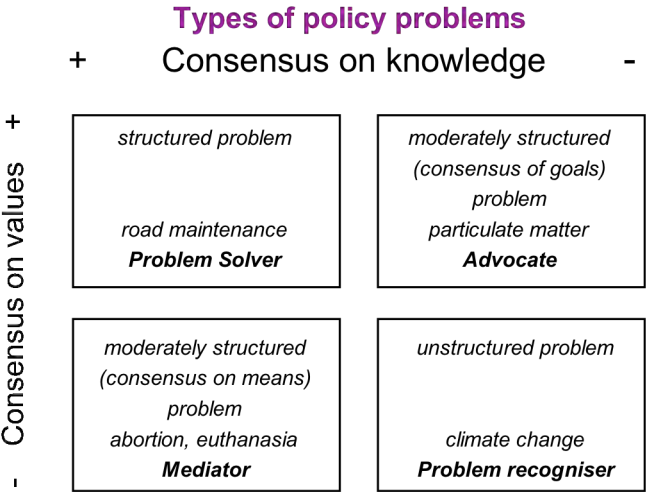 Types of policy problems
+ Consensus on knowledge -
+ Consensus on values -
structured problem
road maintenance
Problem Solver
moderately structured
(consensus of goals)
problem
particulate matter
Advocate
moderately structured
(consensus on means)
problem
abortion, euthanasia
Mediator
unstructured problem
climate change
Problem recogniser